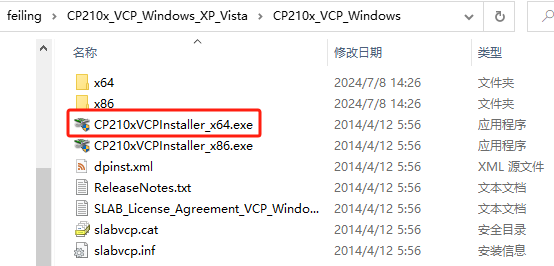 feiling > CP210x_VCP_Windows_XP_Vista > CP210x_VCP_Windows
名称 修改日期 类型
x64 2024/7/8 14:26 文件夹
x86 2024/7/8 14:26 文件夹
CP210xVCPInstaller_x64.exe 2014/4/12 5:56 应用程序
CP210xVCPInstaller_x86.exe 2014/4/12 5:56 应用程序
dpinst.xml 2014/4/12 5:56 XML 源文件
ReleaseNotes.txt 2014/4/12 5:56 文本文档
SLAB_License_Agreement_VCP_Windo... 2014/4/12 5:56 文本文档
slabvcp.cat 2014/4/12 5:56 安全目录
slabvcp.inf 2014/4/12 5:56 安装信息